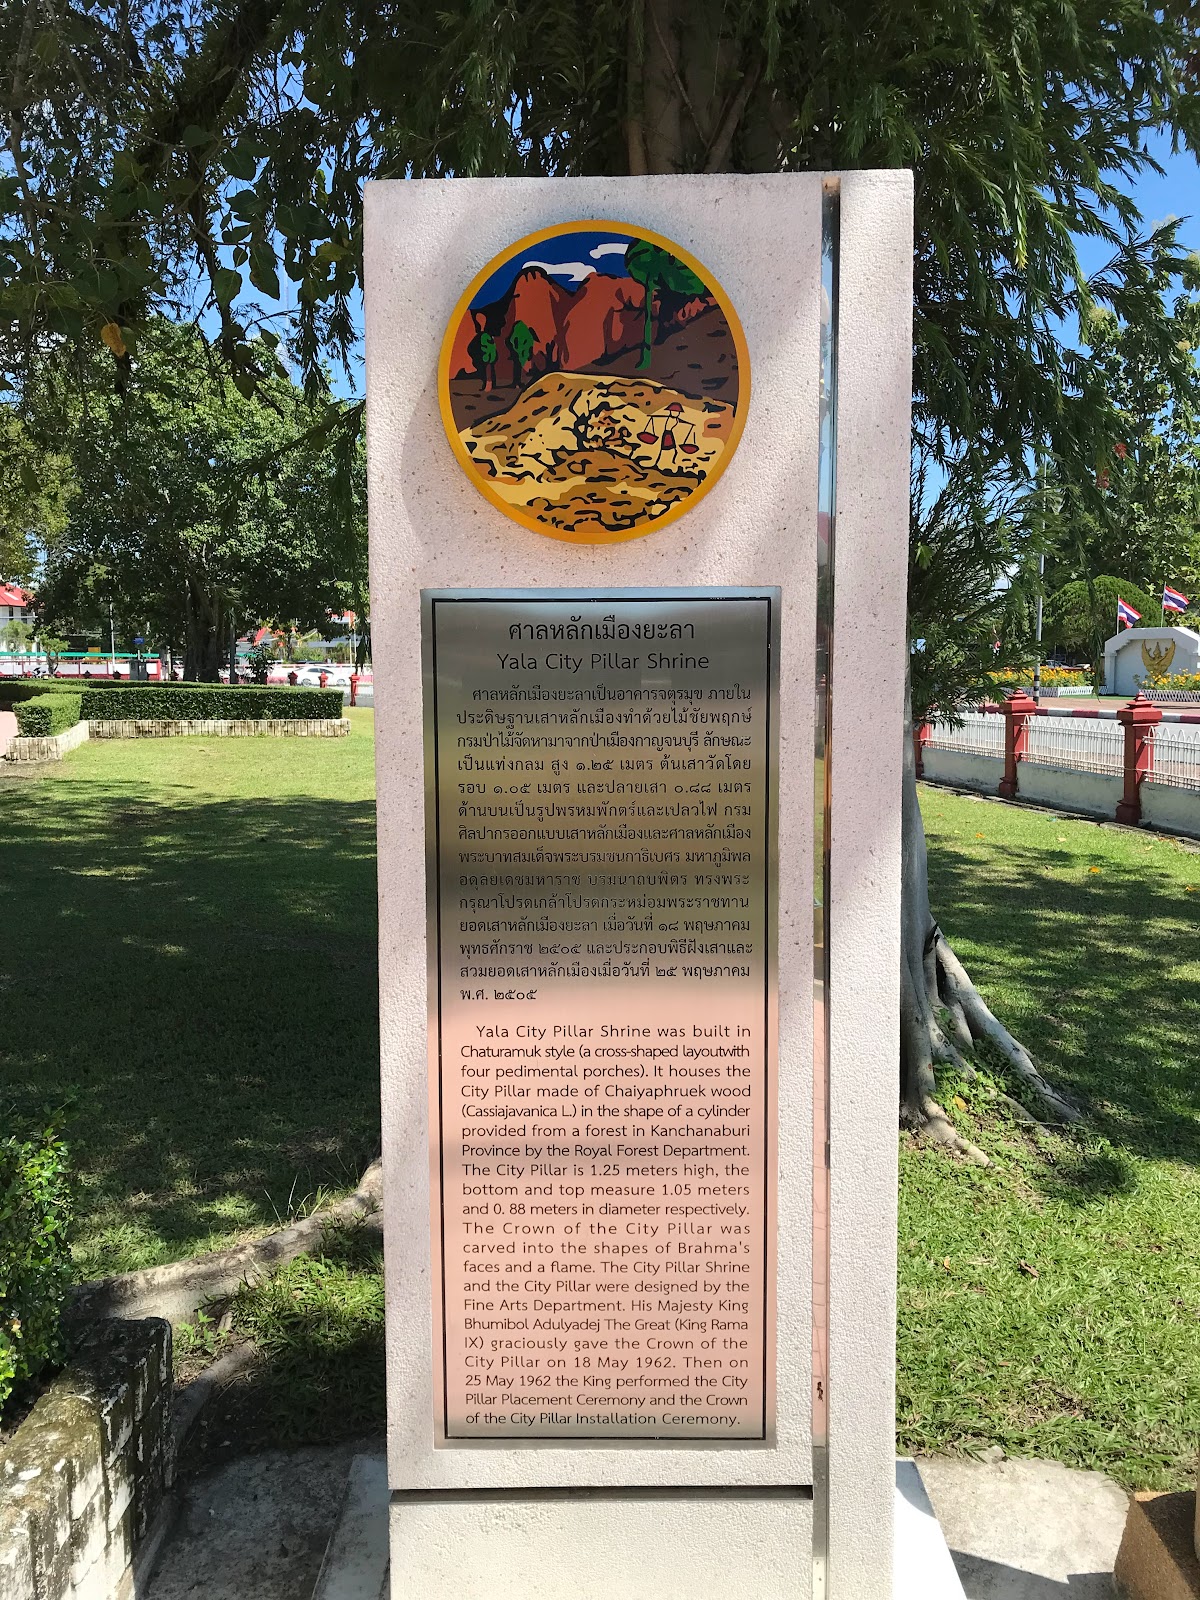 ศาลหลักเมืองยะลา
Yala City Pillar Shrine
ศาลหลักเมืองยะลาเป็นอาคารจตุรมุข ภายใน
ประดิษฐานเสาหลักเมืองทำด้วยไม้ชัยพฤกษ์
กรมป่าไม้จัดหามาจากป่าเมืองกาญจนบุรี ลักษณะ
เป็นแท่งกลม สูง ๑.๒๕ เมตร ต้นเสาวัดโดย
รอบ ๑.๐๕ เมตร และปลายเสา ๐.๘๘ เมตร
ด้านบนเป็นรูปพรหมพักตร์และเปลวไฟ กรม
ศิลปากรออกแบบเสาหลักเมืองและศาลหลักเมือง
พระบาทสมเด็จพระบรมชนกาธิเบศร มหาภูมิพล
อดุลยเดชมหาราช บรมนาถบพิตร ทรงพระ
กรุณาโปรดเกล้าโปรดกระหม่อมพระราชทาน
ยอดเสาหลักเมืองยะลา เมื่อวันที่ ๑๘ พฤษภาคม
พุทธศักราช ๒๕๐๕ และประกอบพิธีฝังเสาและ
สวมยอดเสาหลักเมืองเมื่อวันที่ ๒๕ พฤษภาคม
พ.ศ. ๒๕๐๕
Yala City Pillar Shrine was built in
Chaturamuk style (a cross-shaped layoutwith
four pedimental porches). It houses the
City Pillar made of Chaiyaphruek wood
(Cassiajavanica L.) in the shape of a cylinder
provided from a forest in Kanchanaburi
Province by the Royal Forest Department.
The City Pillar is 1.25 meters high, the
bottom and top measure 1.05 meters
and 0. 88 meters in diameter respectively.
The Crown of the City Pillar was
carved into the shapes of Brahma's
faces and a flame. The City Pillar Shrine
and the City Pillar were designed by the
Fine Arts Department. His Majesty King
Bhumibol Adulyadej The Great (King Rama
IX) graciously gave the Crown of the
City Pillar on 18 May 1962. Then on
25 May 1962 the King performed the City
Pillar Placement Ceremony and the Crown
of the City Pillar Installation Ceremony.